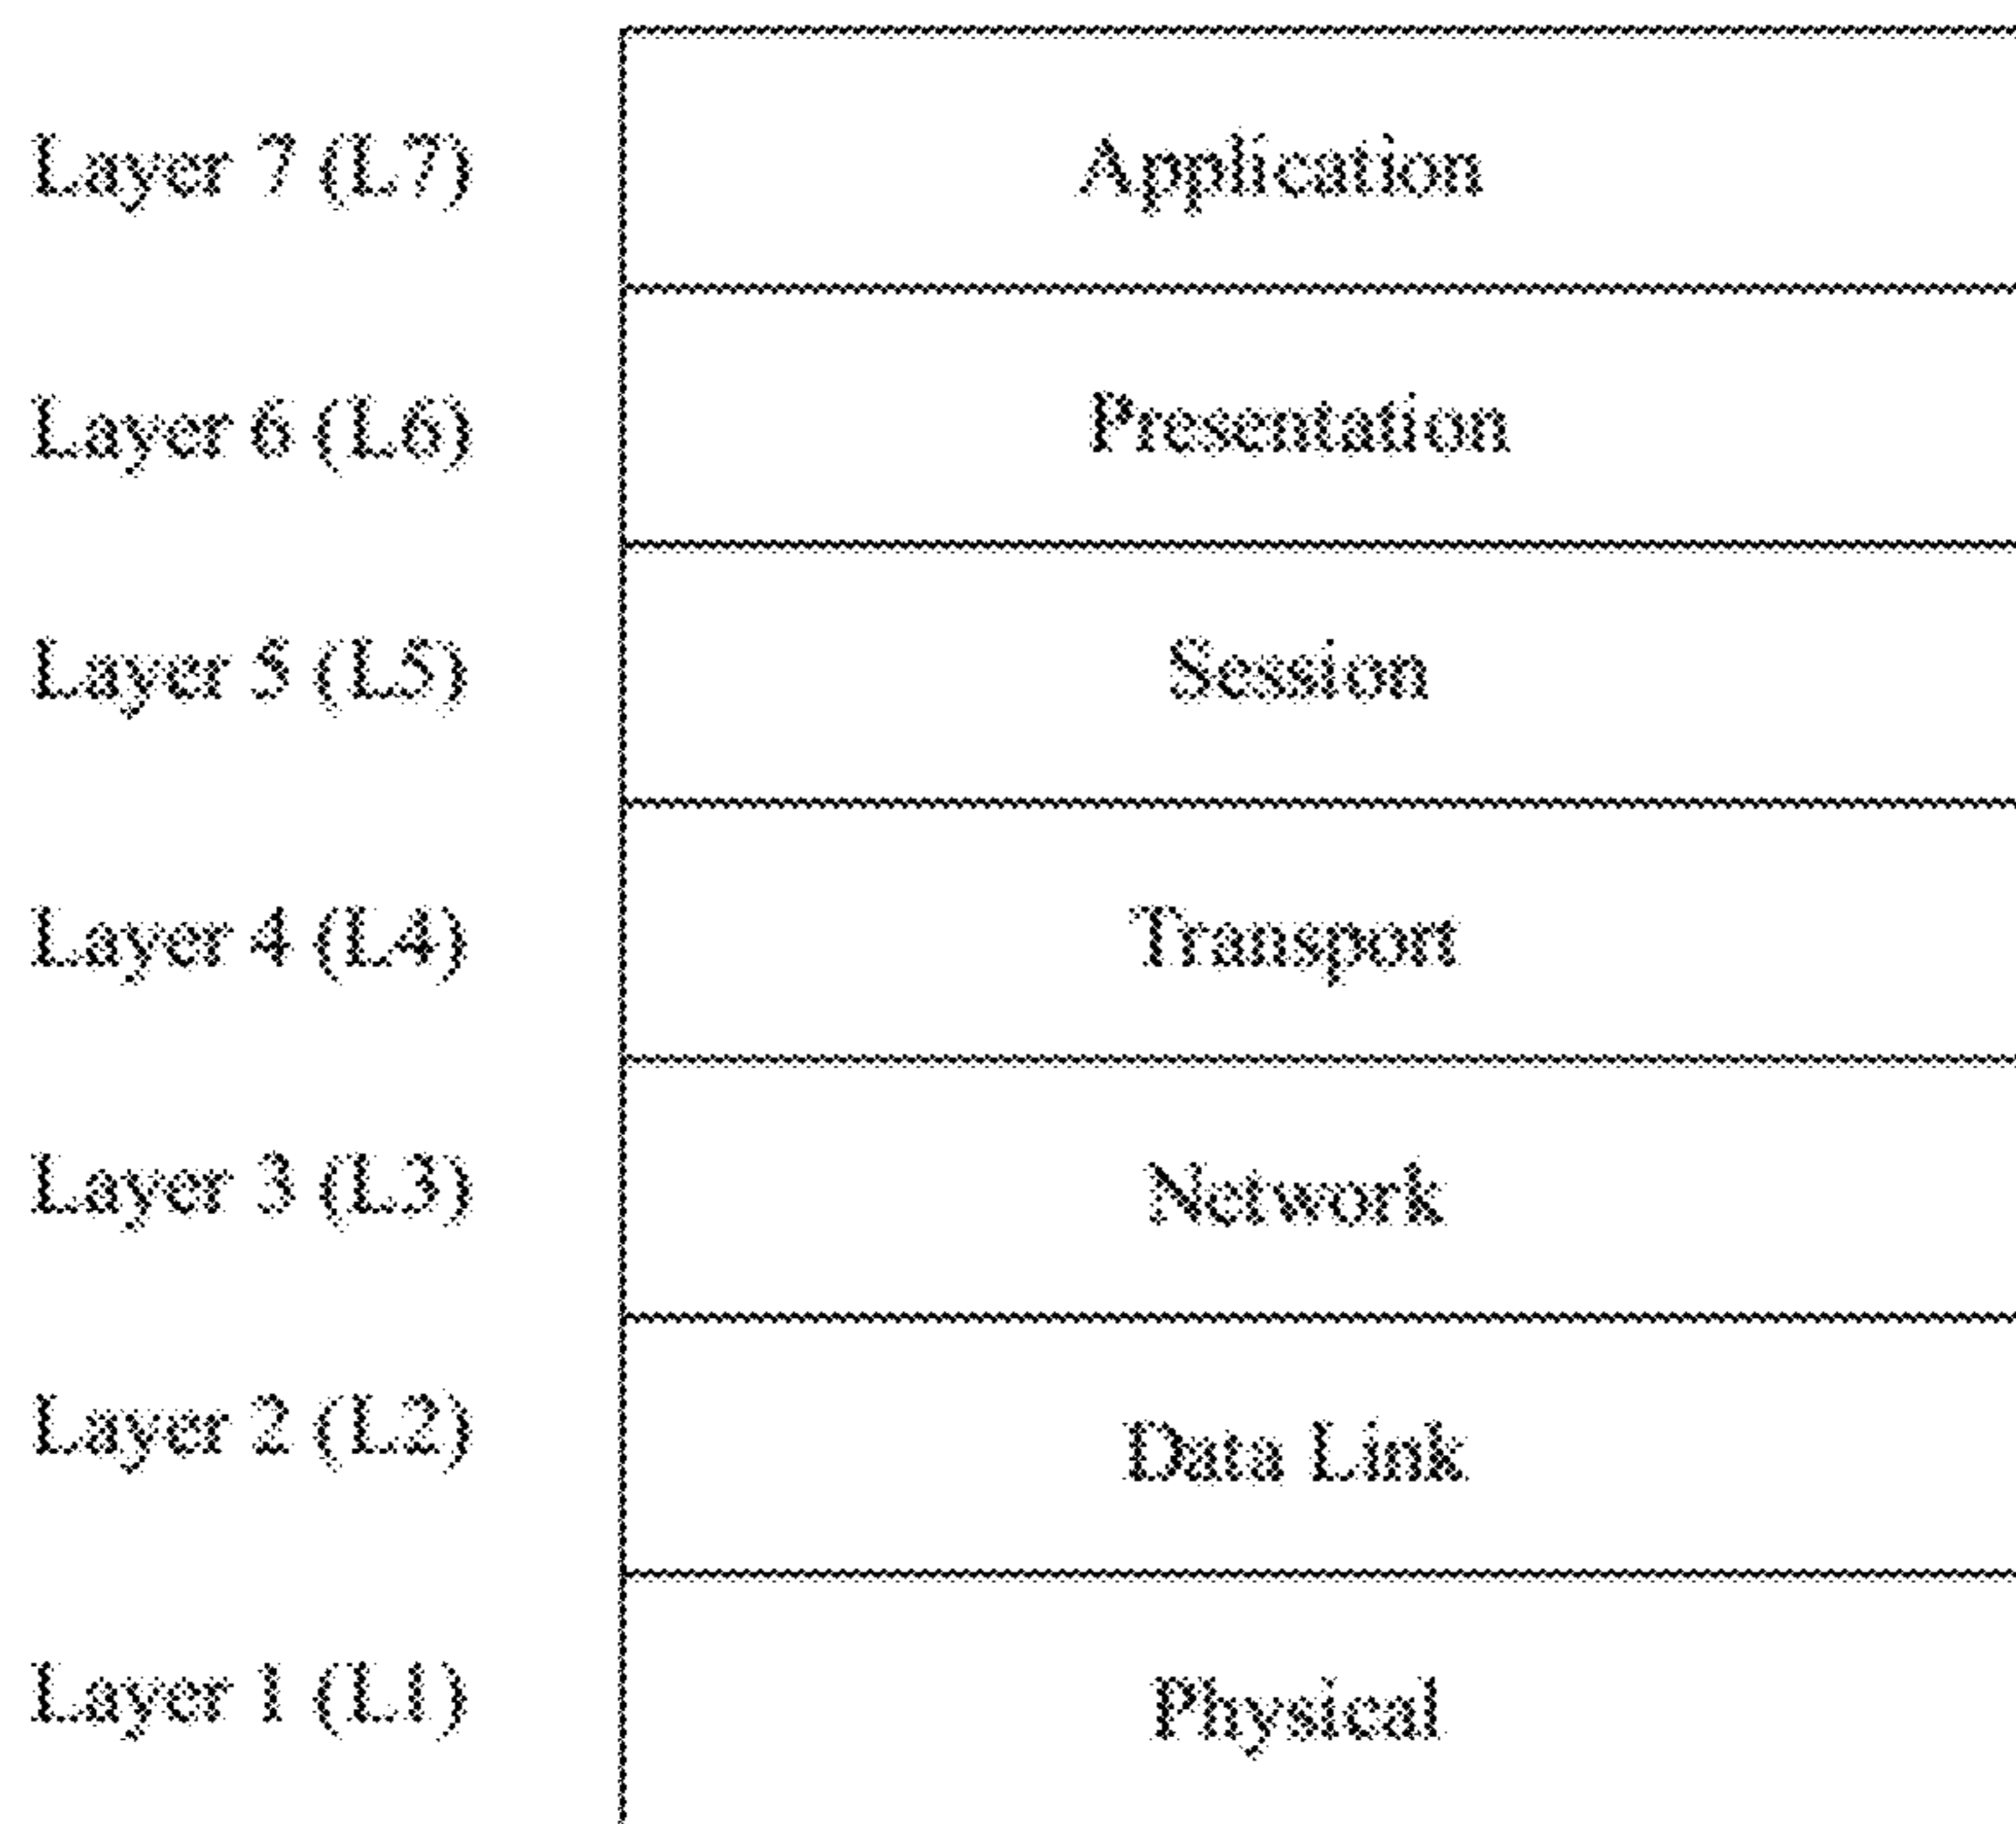 Layer 7 (L7) Application
Layer 6 (L6) Presentation
Layer 5 (L5) Session
Layer 4 (L4) Transport
Layer 3 (L3) Network
Layer 2 (L2) Data Link
Layer 1 (L1) Physical